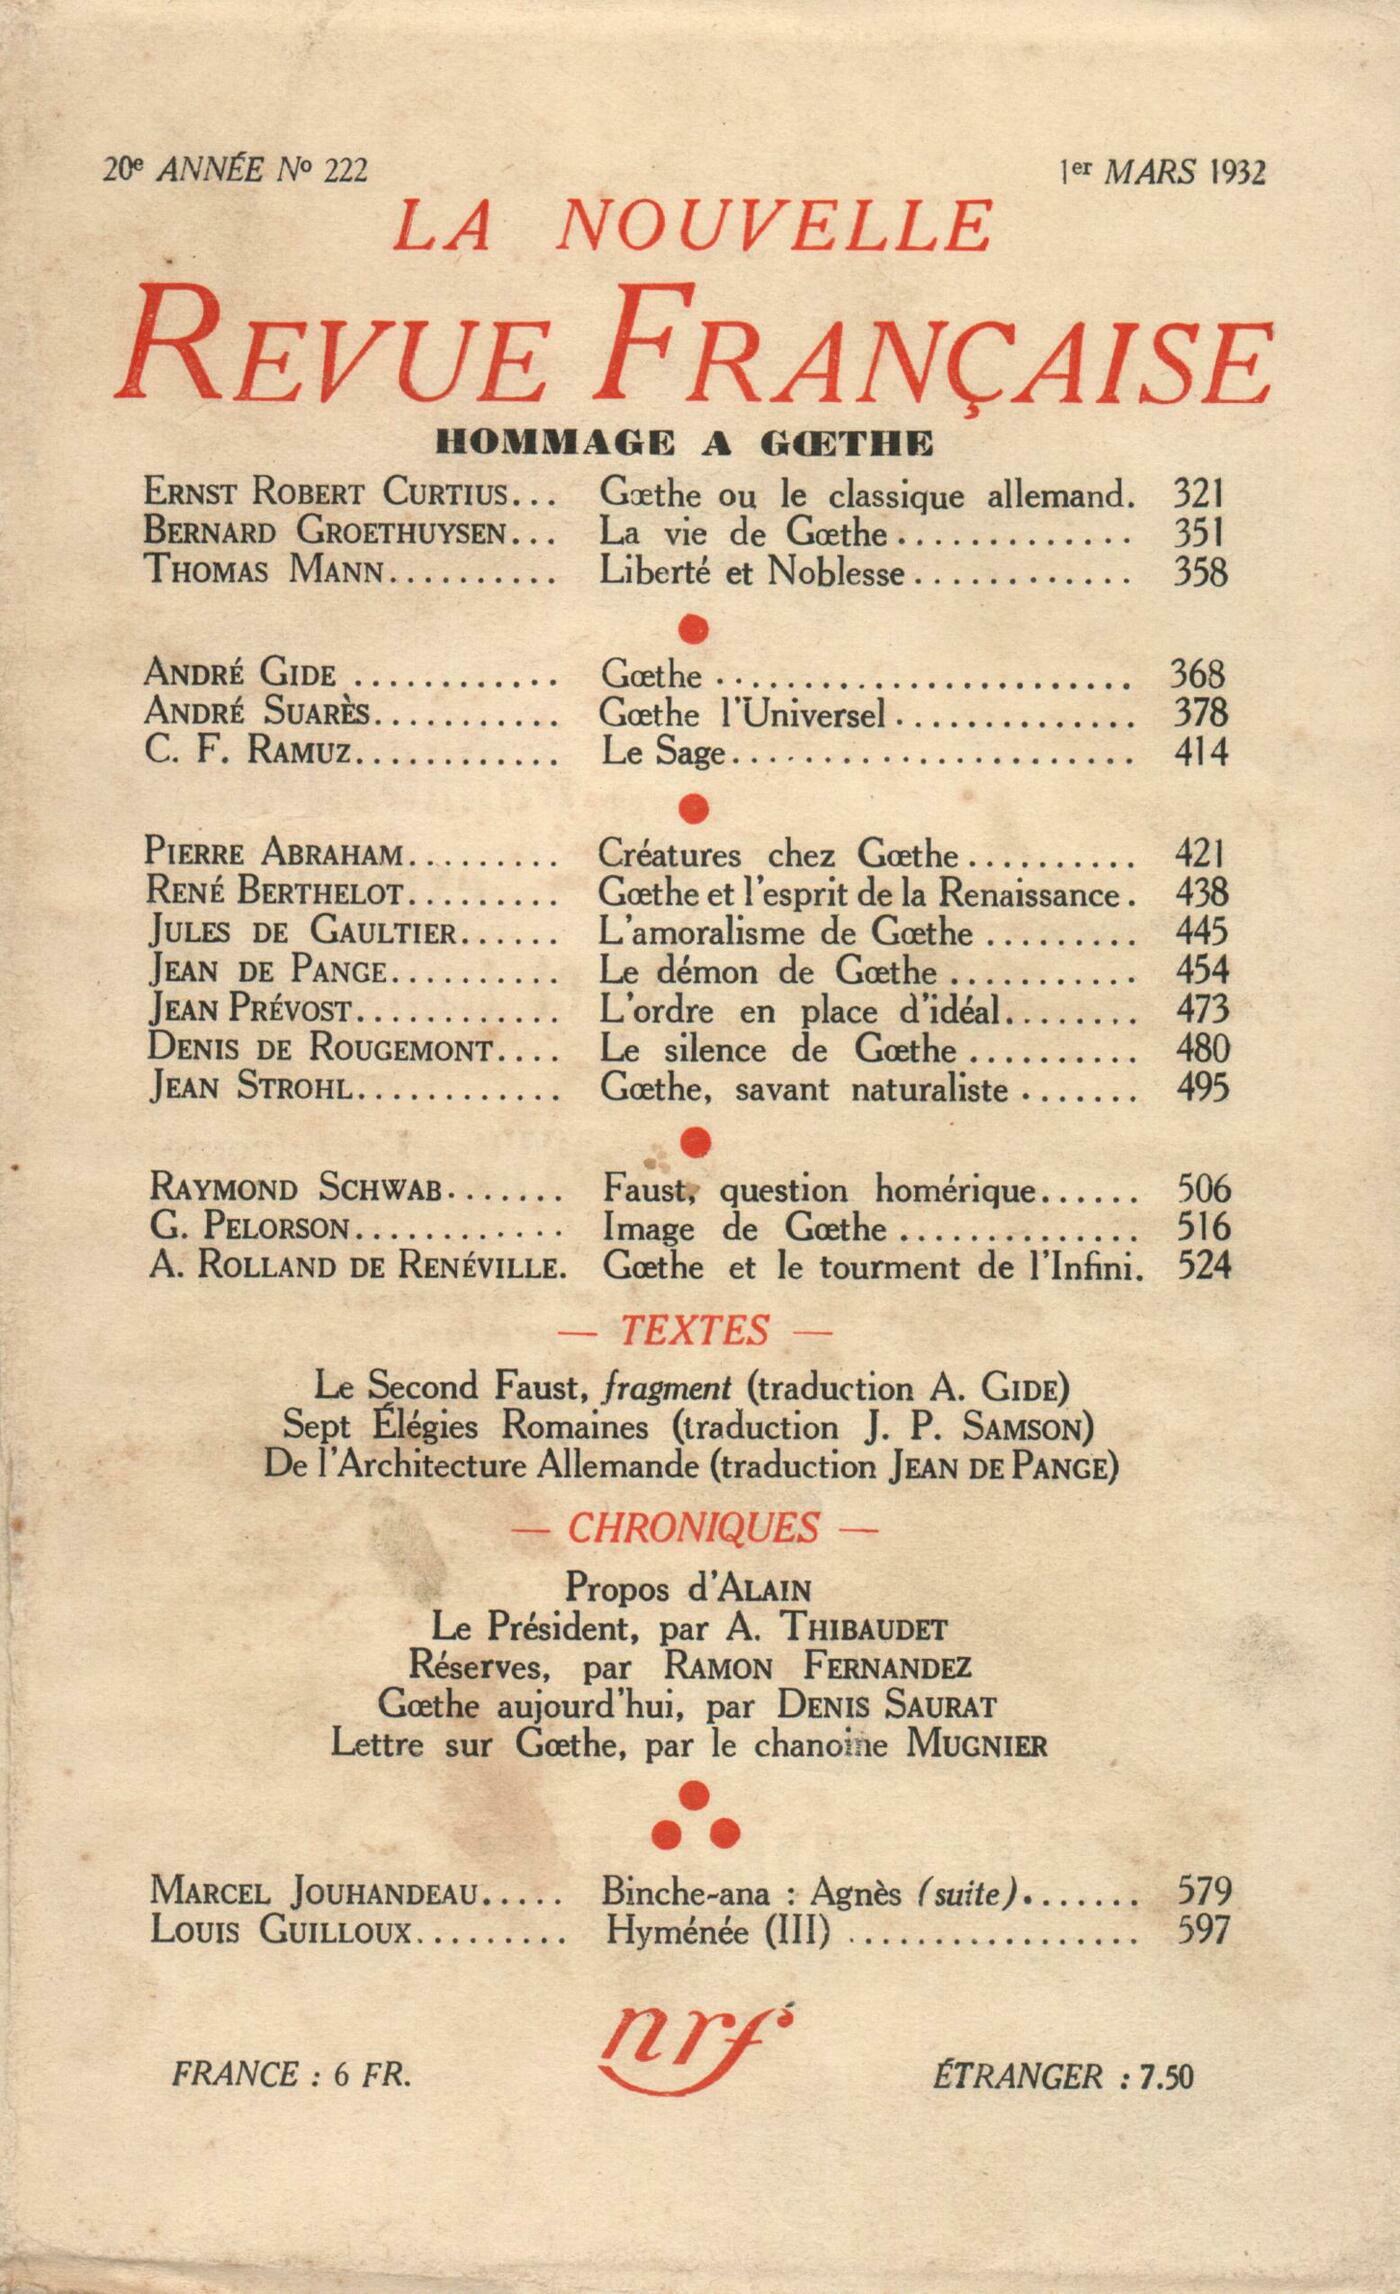 20e ANNÉE No 222 1er MARS 1932
LA NOUVELLE
REVUE FRANÇAISE
HOMMAGE A GŒTHE
ERNST ROBERT CURTIUS... Gœthe ou le classique allemand. 321
BERNARD GROETHUYSEN... La vie de Gœthe............. 351
THOMAS MANN.......... Liberté et Noblesse............ 358
ANDRÉ GIDE ............ Gœthe ........................ 368
ANDRÉ SUARÈS........... Gœthe l'Universel.............. 378
C. F. RAMUZ............ Le Sage....................... 414
PIERRE ABRAHAM......... Créatures chez Gœthe.......... 421
RENÉ BERTHELOT......... Gœthe et l'esprit de la Renaissance. 438
JULES DE GAULTIER...... L'amoralisme de Gœthe ......... 445
JEAN DE PANGE.......... Le démon de Gœthe ........... 454
JEAN PRÉVOST............ L'ordre en place d'idéal........ 473
DENIS DE ROUGEMONT.... Le silence de Gœthe .......... 480
JEAN STROHL............ Gœthe, savant naturaliste ....... 495
RAYMOND SCHWAB....... Faust, question homérique...... 506
G. PELORSON............ Image de Gœthe .............. 516
A. ROLLAND DE RENÉVILLE. Gœthe et le tourment de l'Infini. 524
— TEXTES —
Le Second Faust, fragment (traduction A. GIDE)
Sept Élégies Romaines (traduction J. P. SAMSON)
De l'Architecture Allemande (traduction JEAN DE PANGE)
— CHRONIQUES —
Propos d'ALAIN
Le Président, par A. THIBAUDET
Réserves, par RAMON FERNANDEZ
Gœthe aujourd'hui, par DENIS SAURAT
Lettre sur Gœthe, par le chanoine MUGNIER
MARCEL JOUHANDEAU..... Binche-ana : Agnès (suite)....... 579
LOUIS GUILLOUX......... Hyménée (III) ................. 597
nrf
FRANCE : 6 FR. ÉTRANGER : 7.50